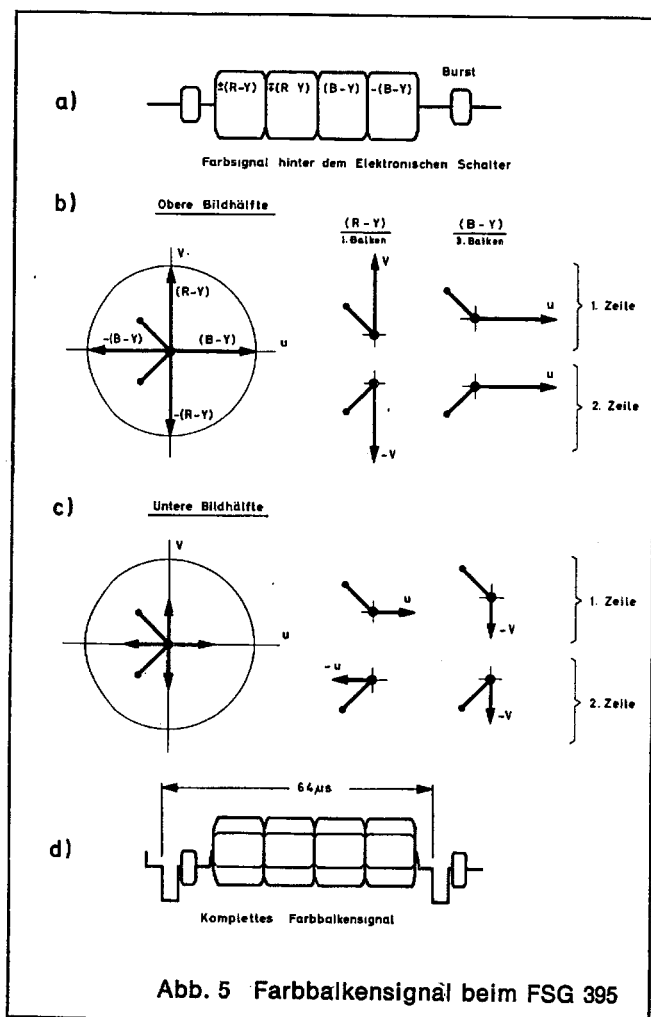 a)
Burst
±(R-Y) ∓(R Y) (B-Y) -(B-Y)
Farbsignal hinter dem Elektronischen Schalter
b)
Obere Bildhälfte
(R-Y)
1. Balken
(B-Y)
3. Balken
V
(R-Y)
-(B-Y) (B-Y) u
-(R-Y)
V
u
1. Zeile
-V
u
2. Zeile
c)
Untere Bildhälfte
V
u
u
-V
1. Zeile
-u
-V
2. Zeile
64µs
d)
Komplettes Farbbalkensignal
Abb. 5 Farbbalkensignal beim FSG 395